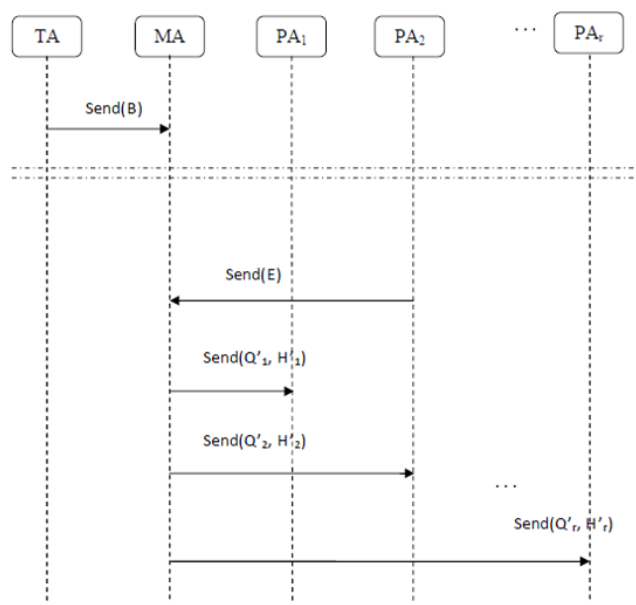 TA MA PA₁ PA₂ ... PAᵣ
Send(B)
Send(E)
Send(Q'₁, H'₁)
Send(Q'₂, H'₂)
...
Send(Q'ᵣ, H'ᵣ)